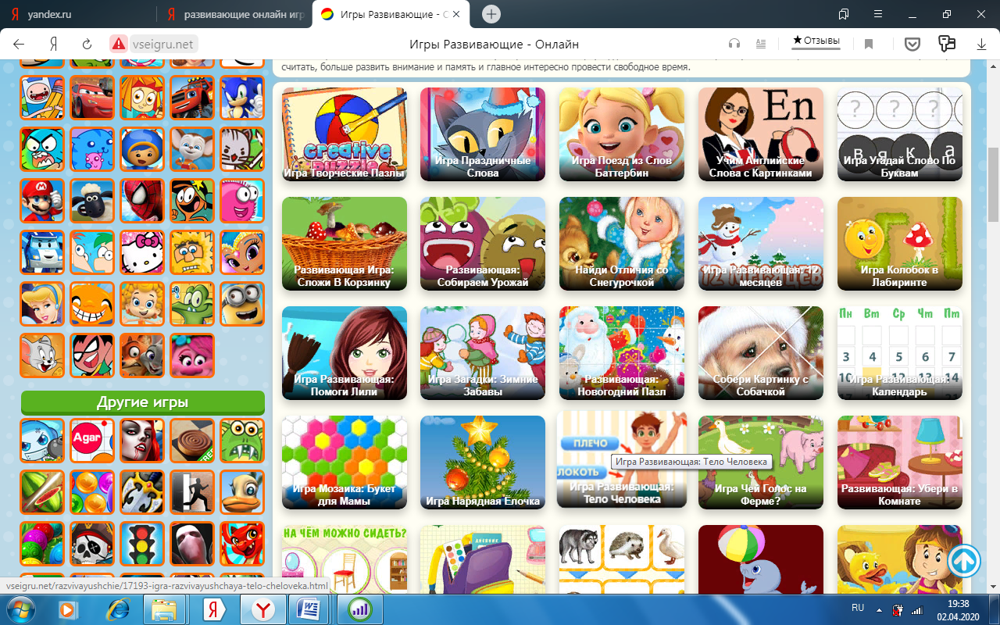 yandex.ru
развивающие онлайн игр
Игры Развивающие - О
vseigru.net
Игры Развивающие - Онлайн
★ Отзывы
считать, больше развить внимание и память и главное интересно провести свободное время.
Creative Puzzle
Игра Творческие Пазлы
Игра Праздничные
Слова
Игра Поезд из Слов
Баттербин
En
Учим Английские
Слова с Картинками
? ? ?
в я к а
Игра Угадай Слово По
Буквам
Развивающая Игра:
Сложи В Корзинку
Развивающая:
Собираем Урожай
Найди Отличия со
Снегурочкой
12 МЕСЯЦЕВ
Игра Развивающая: 12
месяцев
Игра Колобок в
Лабиринте
Игра Развивающая:
Помоги Лили
Игра Загадки: Зимние
Забавы
Развивающая:
Новогодний Пазл
Собери Картинку с
Собачкой
Пн Вт Ср Чт Пт
3 4 5 6 7
10 11 12 13 14
Игра Развивающая:
Календарь
Другие игры
Agar
FREE
Игра Мозаика: Букет
для Мамы
Игра Нарядная Ёлочка
ПЛЕЧО
ЛОКОТЬ
Игра Развивающая:
Тело Человека
Игра Развивающая: Тело Человека
Игра Чей Голос на
Ферме?
Развивающая: Убери в
Комнате
НА ЧЁМ МОЖНО СИДЕТЬ?
ДНЕВНИК
vseigru.net/razvivayushchie/17193-igra-razvivayushchaya-telo-cheloveka.html
RU
19:38
02.04.2020